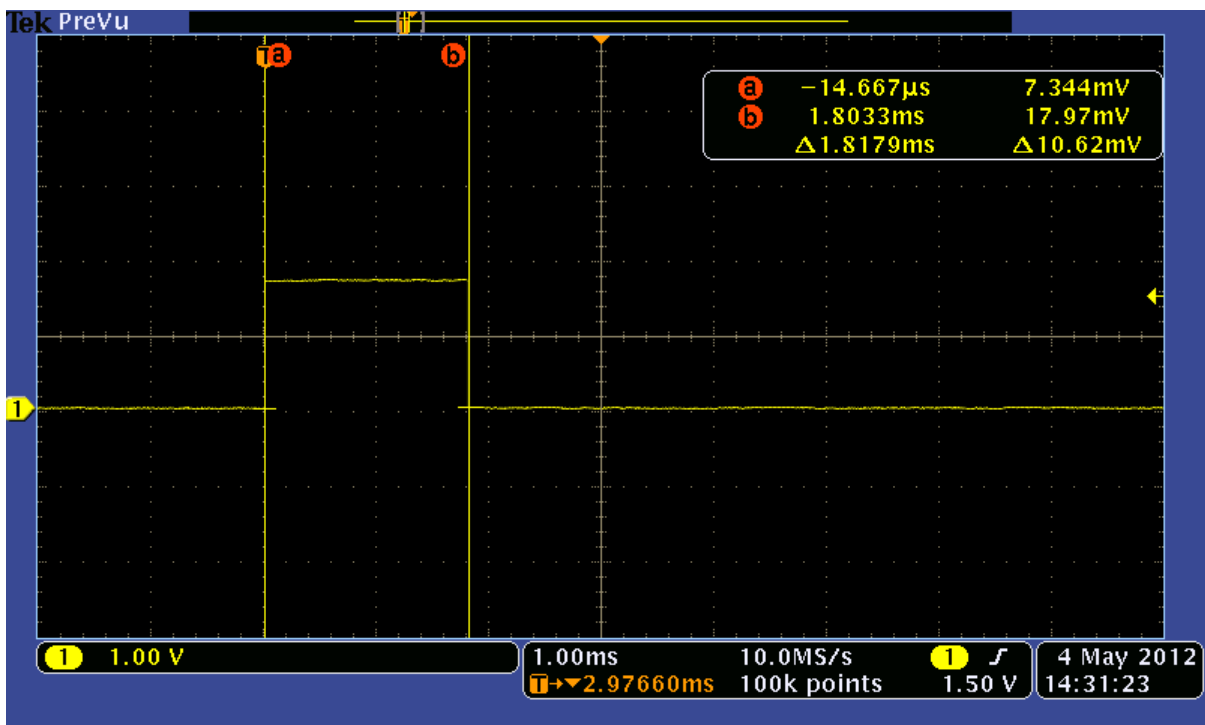 Tek PreVu
T a b
a −14.667μs 7.344mV
b 1.8033ms 17.97mV
Δ1.8179ms Δ10.62mV
1
1 1.00 V
1.00ms 10.0MS/s 1
T→▼2.97660ms 100k points 1.50 V
4 May 2012
14:31:23